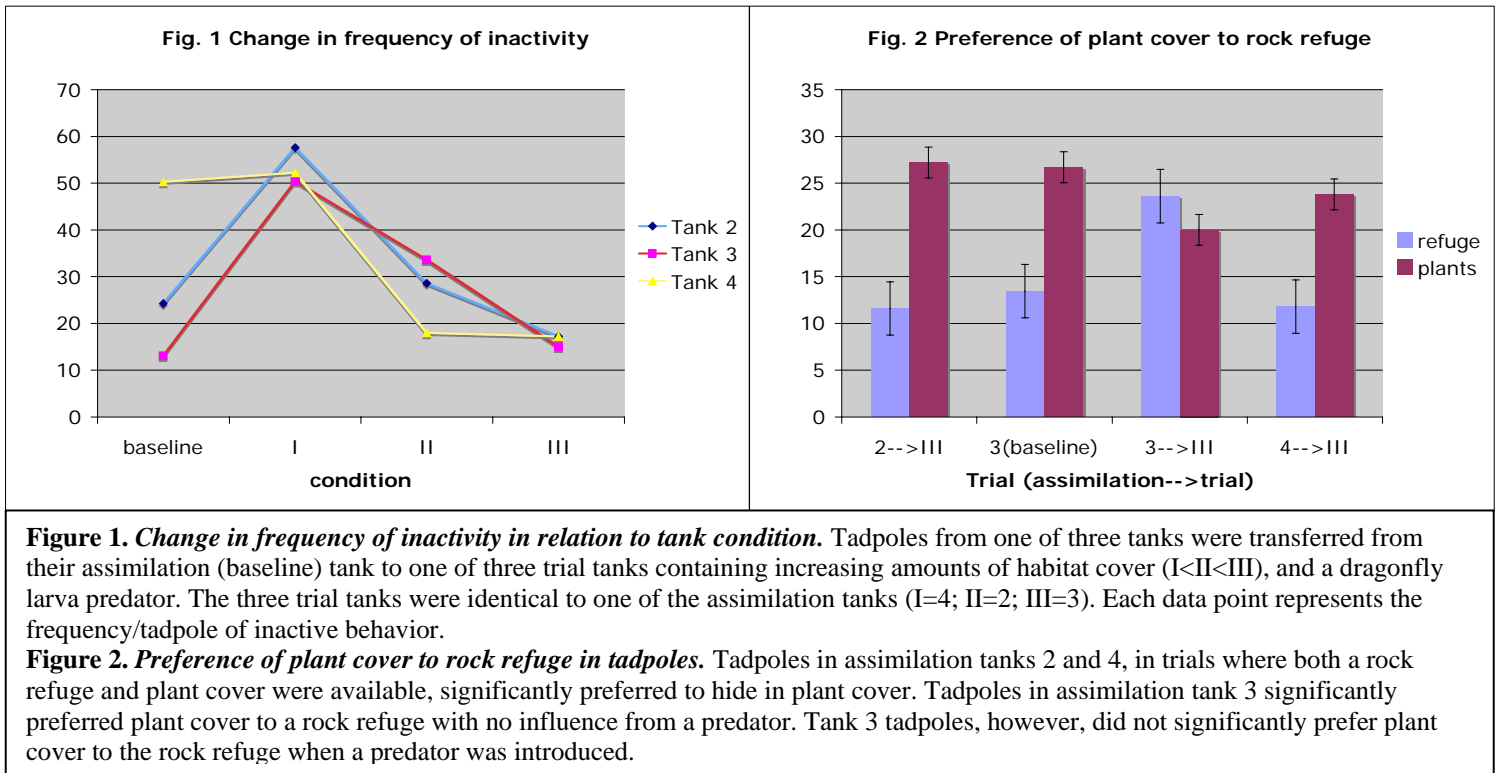 Fig. 1 Change in frequency of inactivity
70
60
50
40
30
20
10
0
baseline I II III
condition
Tank 2
Tank 3
Tank 4
Fig. 2 Preference of plant cover to rock refuge
35
30
25
20
15
10
5
0
2-->III 3(baseline) 3-->III 4-->III
Trial (assimilation-->trial)
refuge
plants
Figure 1. Change in frequency of inactivity in relation to tank condition. Tadpoles from one of three tanks were transferred from
their assimilation (baseline) tank to one of three trial tanks containing increasing amounts of habitat cover (I<II<III), and a dragonfly
larva predator. The three trial tanks were identical to one of the assimilation tanks (I=4; II=2; III=3). Each data point represents the
frequency/tadpole of inactive behavior.
Figure 2. Preference of plant cover to rock refuge in tadpoles. Tadpoles in assimilation tanks 2 and 4, in trials where both a rock
refuge and plant cover were available, significantly preferred to hide in plant cover. Tadpoles in assimilation tank 3 significantly
preferred plant cover to a rock refuge with no influence from a predator. Tank 3 tadpoles, however, did not significantly prefer plant
cover to the rock refuge when a predator was introduced.